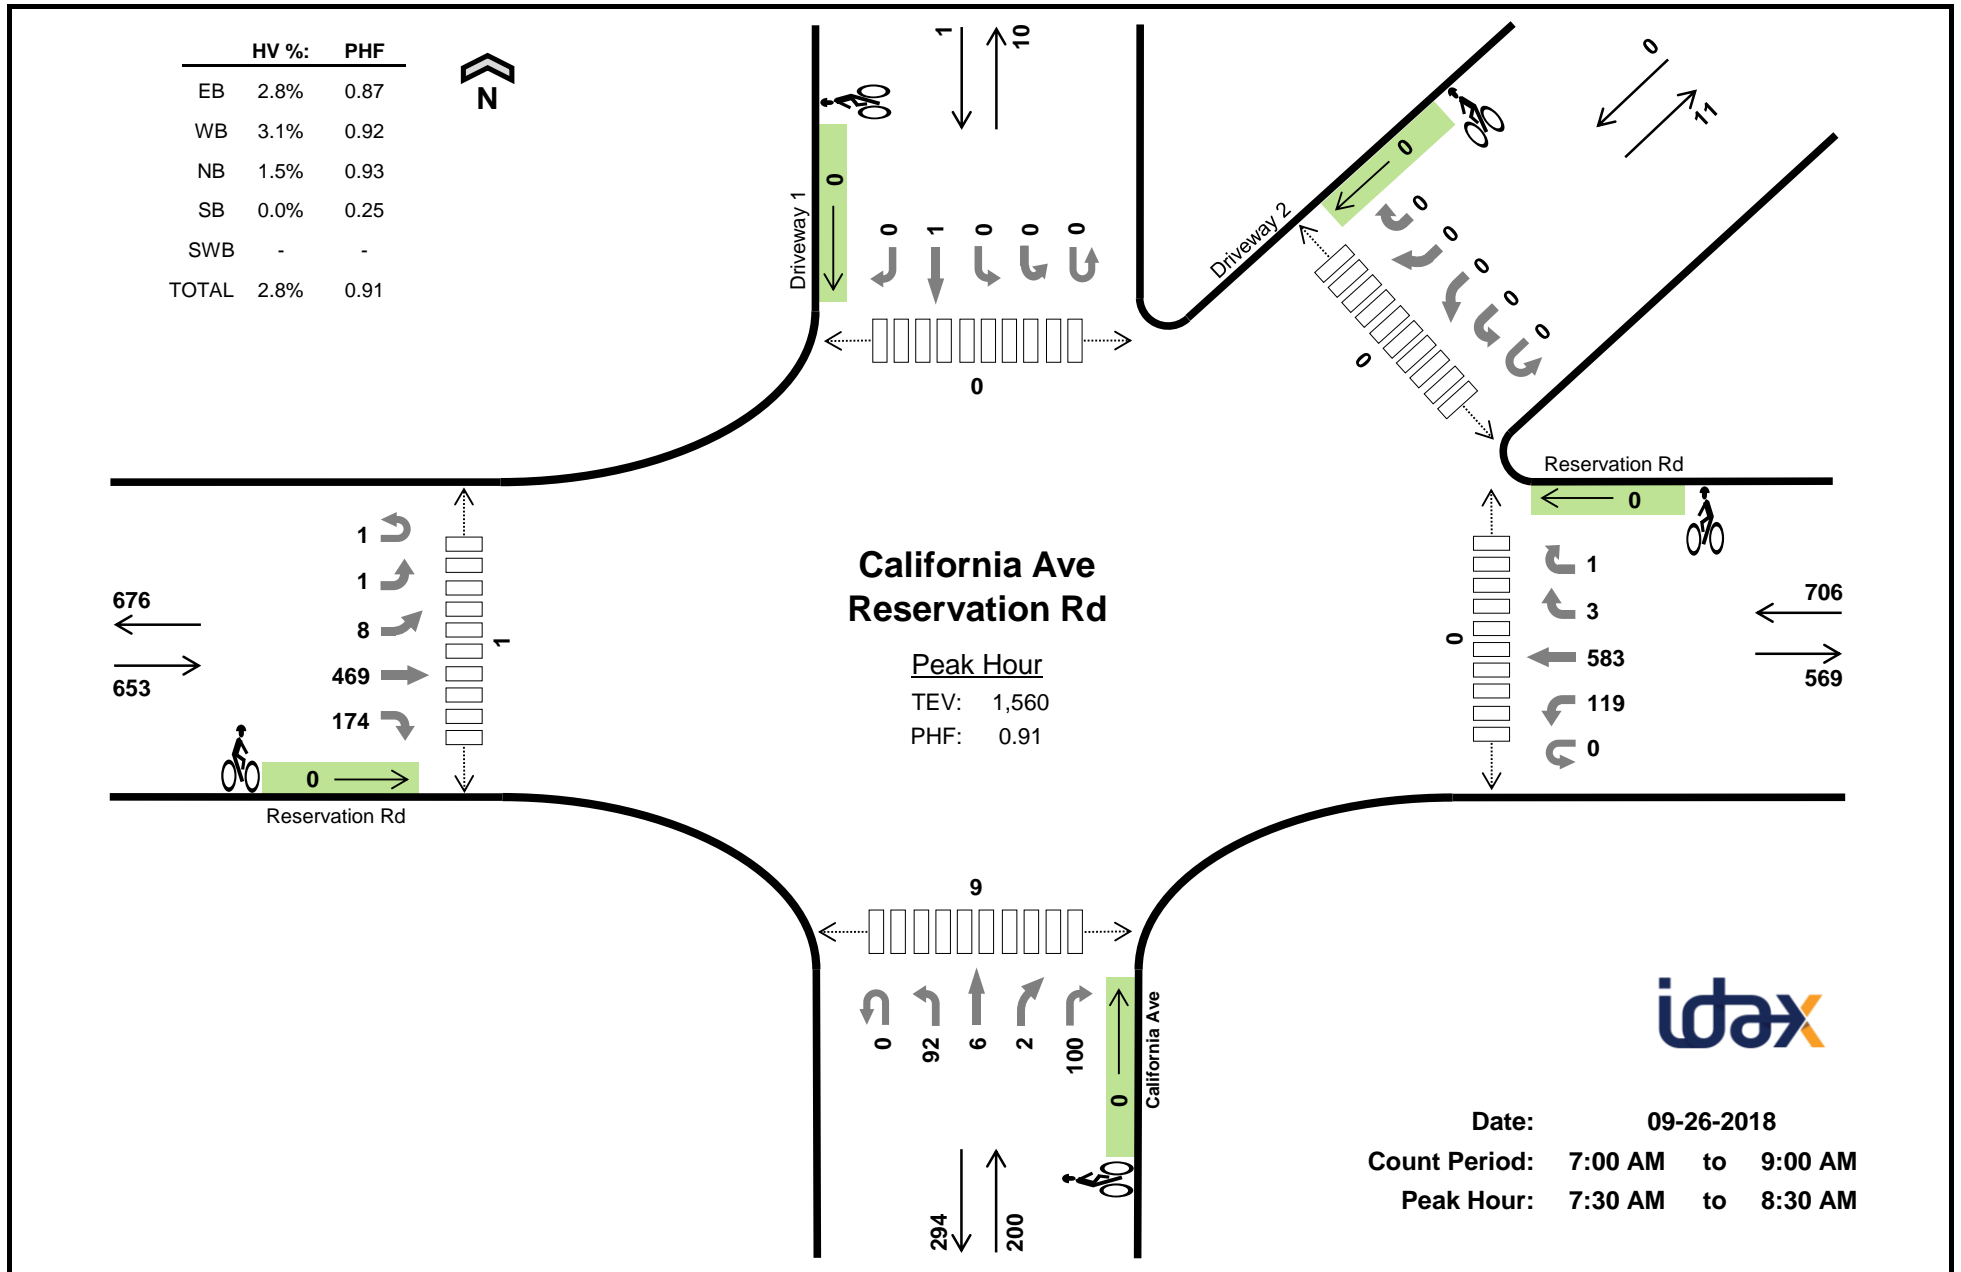 HV %: PHF
EB 2.8% 0.87
WB 3.1% 0.92
NB 1.5% 0.93
SB 0.0% 0.25
SWB - -
TOTAL 2.8% 0.91
N
1
10
0
11
Driveway 1
0
0
1
0
0
0
0
Driveway 2
0
0
0
0
0
0
0
Reservation Rd
0
1
1
8
469
174
1
676
653
0
Reservation Rd
California Ave
Reservation Rd
Peak Hour
TEV: 1,560
PHF: 0.91
0
1
3
583
119
0
706
569
9
0
92
6
2
100
0
California Ave
294
200
idax
Date: 09-26-2018
Count Period: 7:00 AM to 9:00 AM
Peak Hour: 7:30 AM to 8:30 AM